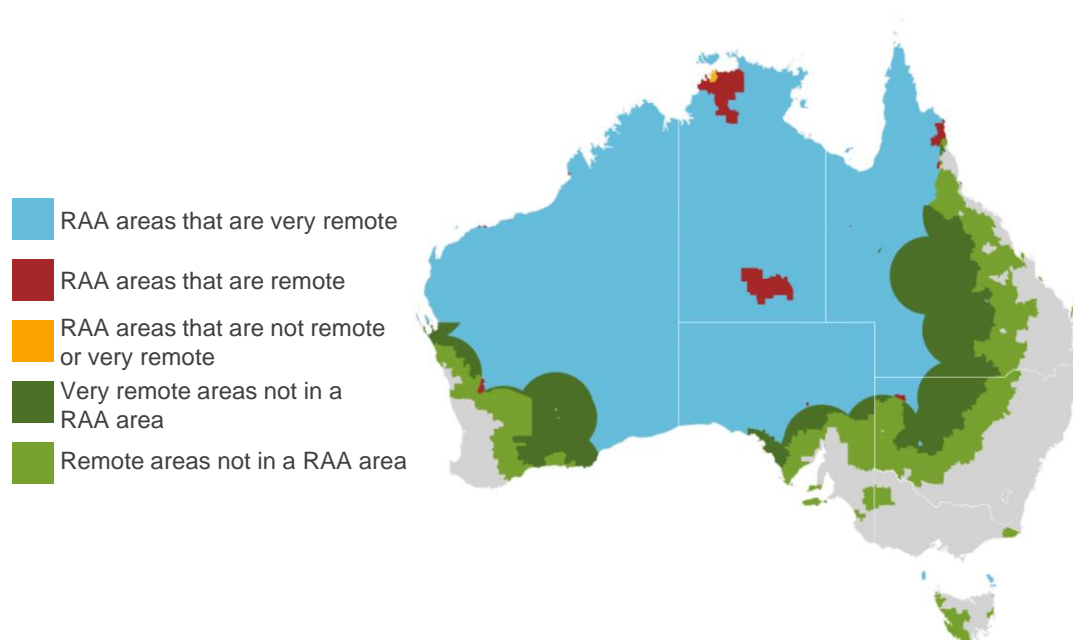 RAA areas that are very remote
RAA areas that are remote
RAA areas that are not remote
or very remote
Very remote areas not in a
RAA area
Remote areas not in a RAA area